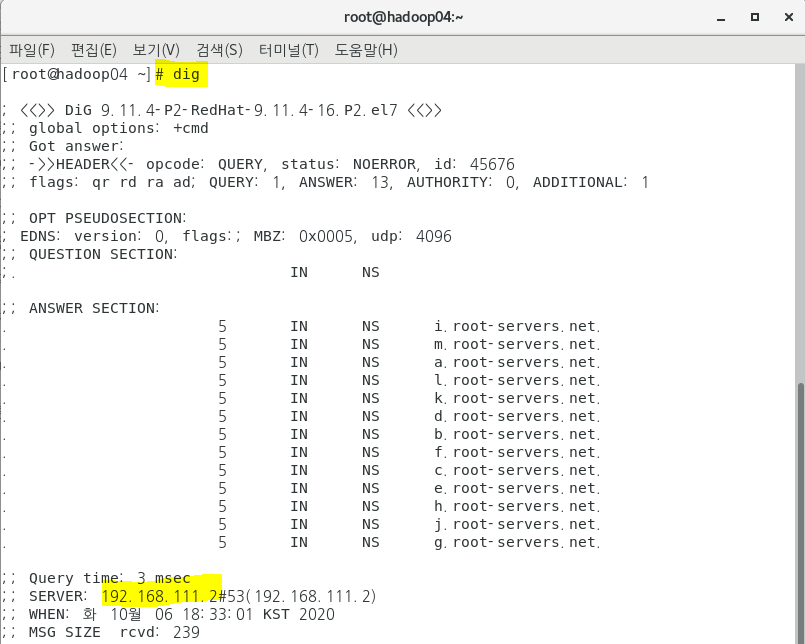 root@hadoop04:~
파일(F) 편집(E) 보기(V) 검색(S) 터미널(T) 도움말(H)
[root@hadoop04 ~]# dig
; <<>> DiG 9.11.4-P2-RedHat-9.11.4-16.P2.el7 <<>>
;; global options: +cmd
;; Got answer:
;; ->>HEADER<<- opcode: QUERY, status: NOERROR, id: 45676
;; flags: qr rd ra ad; QUERY: 1, ANSWER: 13, AUTHORITY: 0, ADDITIONAL: 1
;; OPT PSEUDOSECTION:
; EDNS: version: 0, flags:; MBZ: 0x0005, udp: 4096
;; QUESTION SECTION:
;. IN NS
;; ANSWER SECTION:
. 5 IN NS i.root-servers.net.
. 5 IN NS m.root-servers.net.
. 5 IN NS a.root-servers.net.
. 5 IN NS l.root-servers.net.
. 5 IN NS k.root-servers.net.
. 5 IN NS d.root-servers.net.
. 5 IN NS b.root-servers.net.
. 5 IN NS f.root-servers.net.
. 5 IN NS c.root-servers.net.
. 5 IN NS e.root-servers.net.
. 5 IN NS h.root-servers.net.
. 5 IN NS j.root-servers.net.
. 5 IN NS g.root-servers.net.
;; Query time: 3 msec
;; SERVER: 192.168.111.2#53(192.168.111.2)
;; WHEN: 화 10월 06 18:33:01 KST 2020
;; MSG SIZE rcvd: 239